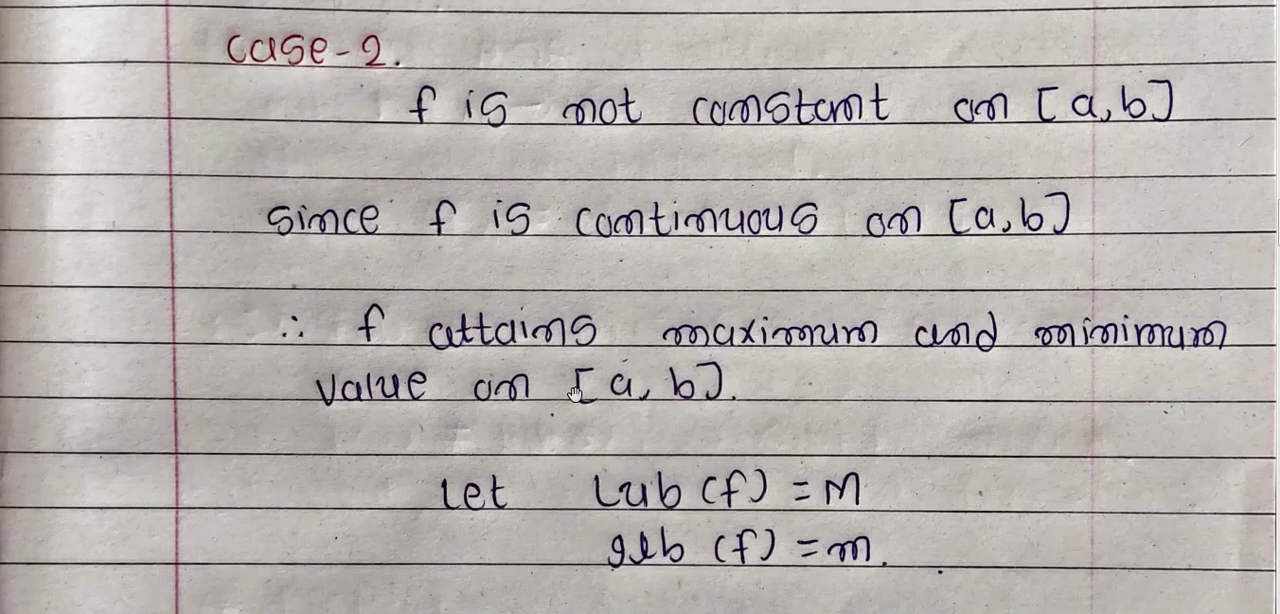 case-2.
f is not constant on [a,b]
since f is continuous on [a,b]
∴ f attains maximum and minimum
value on [a, b].
let lub (f) = M
glb (f) = m.